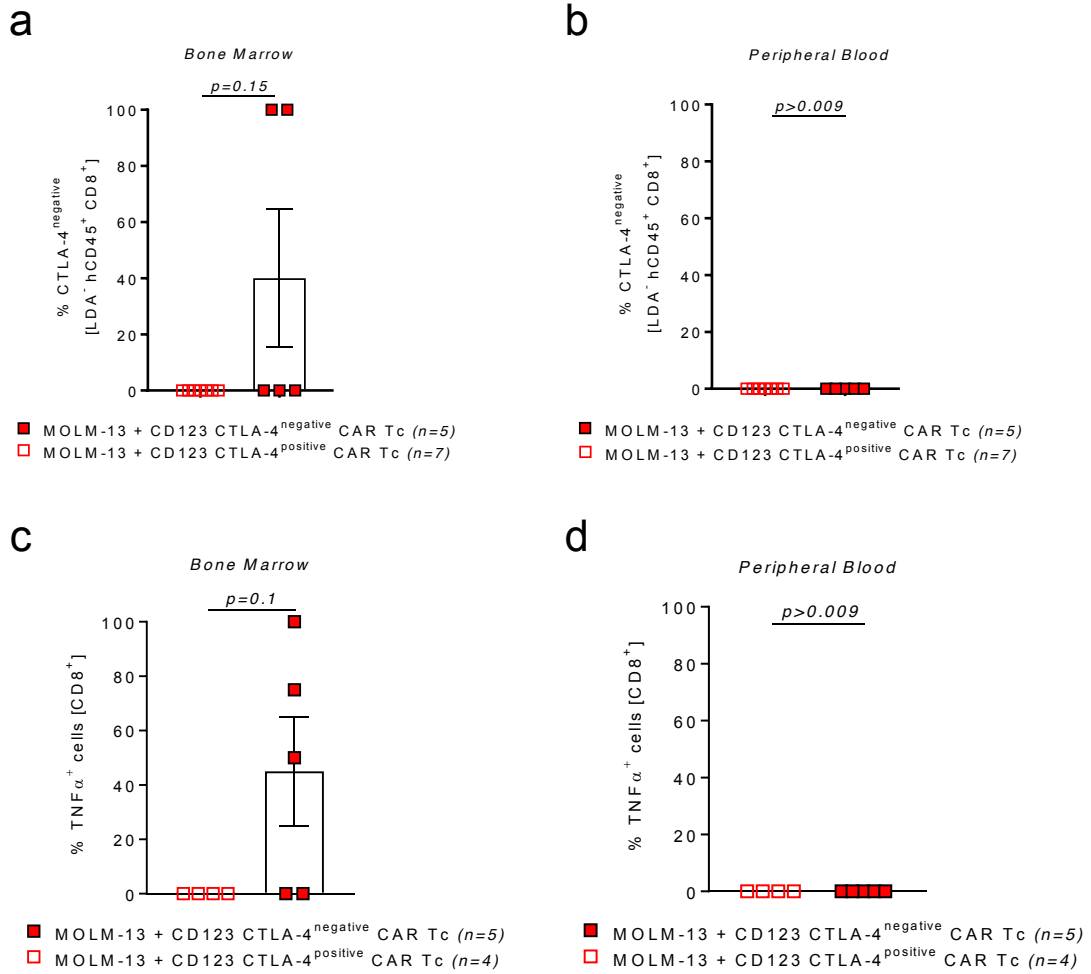 a
Bone Marrow
p=0.15
100
80
60
40
20
0
% CTLA-4negative
[LDA- hCD45+ CD8+]
MOLM-13 + CD123 CTLA-4negative CAR Tc (n=5)
MOLM-13 + CD123 CTLA-4positive CAR Tc (n=7)
b
Peripheral Blood
p>0.009
100
80
60
40
20
0
% CTLA-4negative
[LDA- hCD45+ CD8+]
MOLM-13 + CD123 CTLA-4negative CAR Tc (n=5)
MOLM-13 + CD123 CTLA-4positive CAR Tc (n=7)
c
Bone Marrow
p=0.1
100
80
60
40
20
0
% TNFα+ cells [CD8+]
MOLM-13 + CD123 CTLA-4negative CAR Tc (n=5)
MOLM-13 + CD123 CTLA-4positive CAR Tc (n=4)
d
Peripheral Blood
p>0.009
100
80
60
40
20
0
% TNFα+ cells [CD8+]
MOLM-13 + CD123 CTLA-4negative CAR Tc (n=5)
MOLM-13 + CD123 CTLA-4positive CAR Tc (n=4)